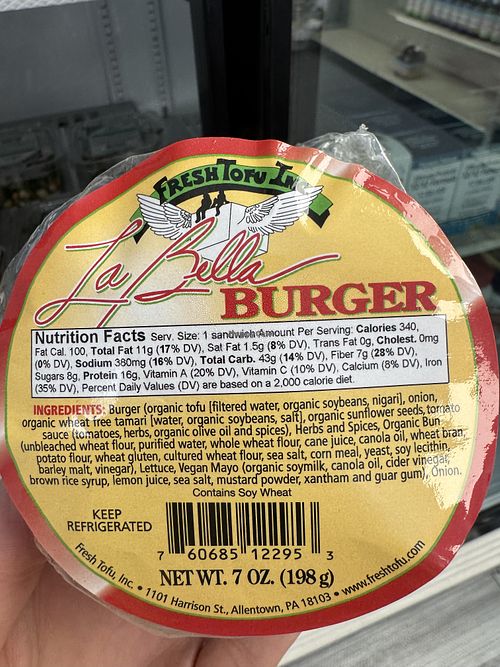 FRESH TOFU IN
La Bella
BURGER
Nutrition Facts Serv. Size: 1 sandwich Amount Per Serving: Calories 340,
Fat Cal. 100, Total Fat 11g (17% DV), Sat Fat 1.5g (8% DV), Trans Fat 0g, Cholest. 0mg
(0% DV), Sodium 380mg (16% DV), Total Carb. 43g (14% DV), Fiber 7g (28% DV),
Sugars 8g, Protein 16g, Vitamin A (20% DV), Vitamin C (10% DV), Calcium (8% DV), Iron
(35% DV), Percent Daily Values (DV) are based on a 2,000 calorie diet.
INGREDIENTS: Burger (organic tofu [filtered water, organic soybeans, nigari], onion,
organic wheat free tamari [water, organic soybeans, salt], organic sunflower seeds, tomato
sauce (tomatoes, herbs, organic olive oil and spices), Herbs and Spices, Organic Bun
(unbleached wheat flour, purified water, whole wheat flour, cane juice, canola oil, wheat bran,
potato flour, wheat gluten, cultured wheat flour, sea salt, corn meal, yeast, soy lecithin,
barley malt, vinegar), Lettuce, Vegan Mayo (organic soymilk, canola oil, cider vinegar,
brown rice syrup, lemon juice, sea salt, mustard powder, xantham and guar gum), Onion.
Contains Soy Wheat
KEEP
REFRIGERATED
7 60685 12295 3
NET WT. 7 OZ. (198 g)
Fresh Tofu, Inc. • 1101 Harrison St., Allentown, PA 18103 • www.freshtofu.com